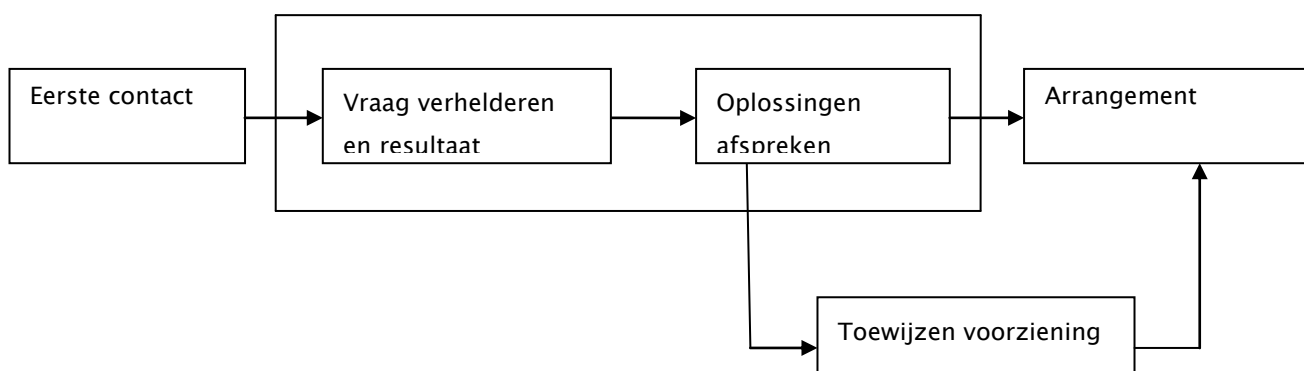 Eerste contact
Vraag verhelderen
en resultaat
Oplossingen
afspreken
Arrangement
Toewijzen voorziening